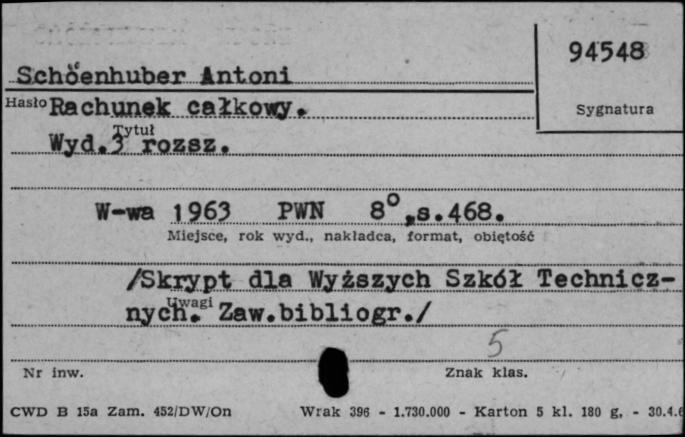 94548
Schöenhuber Antoni
Sygnatura
Hasło Rachunek całkowy.
Tytuł
Wyd.3 rozsz.
W-wa 1963 PWN 8°,s.468.
Miejsce, rok wyd., nakładca, format, objętość
/Skrypt dla Wyższych Szkół Technicz-
nych. Zaw.bibliogr./
Uwagi
5
Nr inw. Znak klas.
CWD B 15a Zam. 452/DW/On Wrak 396 - 1.730.000 - Karton 5 kl. 180 g. - 30.4.6